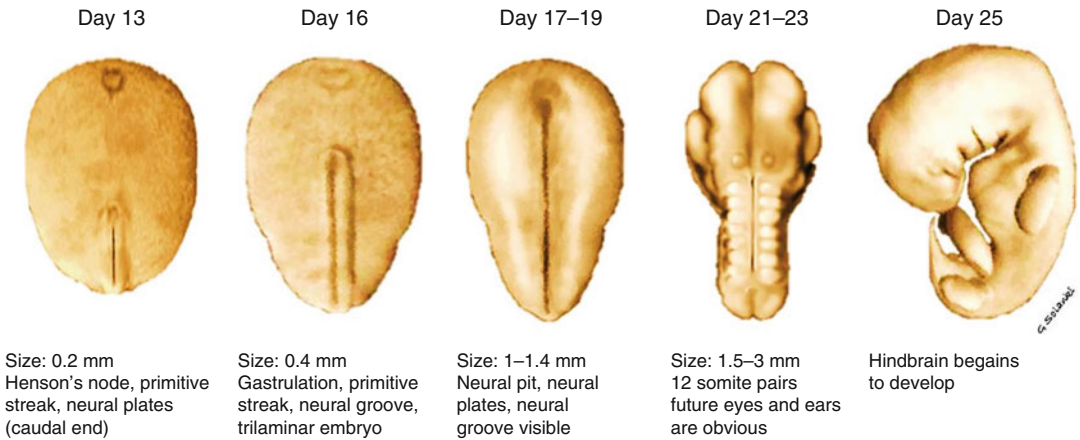 Day 13
Day 16
Day 17–19
Day 21–23
Day 25
G Solanki
Size: 0.2 mm
Henson's node, primitive
streak, neural plates
(caudal end)
Size: 0.4 mm
Gastrulation, primitive
streak, neural groove,
trilaminar embryo
Size: 1–1.4 mm
Neural pit, neural
plates, neural
groove visible
Size: 1.5–3 mm
12 somite pairs
future eyes and ears
are obvious
Hindbrain begains
to develop